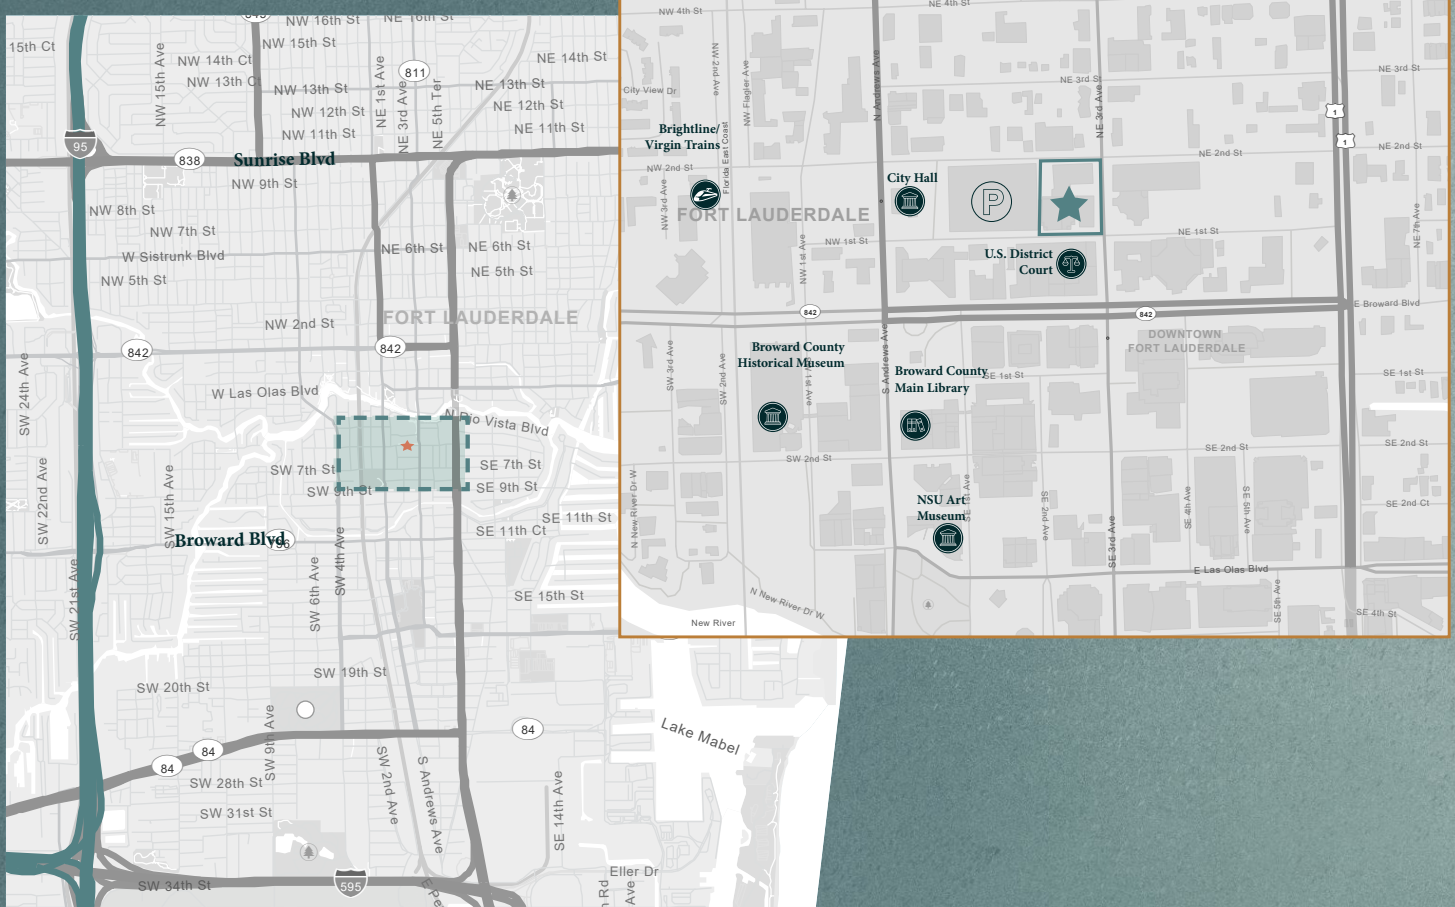 NE 16th St
NW 16th St
15th Ct
NW 15th St
NW 14th Ct
NE 14th St
811
NW 13th Ct
NW 13th St
NE 13th St
NW 15th Ave
NE 1st Ave
NE 3rd Ave
NE 5th Ter
NW 12th St
NE 12th St
NW 11th St
NE 11th St
95
838
Sunrise Blvd
NW 9th St
NW 8th St
NW 7th St
W Sistrunk Blvd
NE 6th St
NE 6th St
NW 5th St
NE 5th St
FORT LAUDERDALE
NW 2nd St
842
842
SW 24th Ave
W Las Olas Blvd
N Rio Vista Blvd
SW 7th St
SE 7th St
SW 9th St
SE 9th St
SW 22nd Ave
SW 15th Ave
SE 11th St
SE 11th Ct
Broward Blvd
SW 4th Ave
SW 6th Ave
SW 21st Ave
SE 15th St
SW 19th St
SW 20th St
SW 9th Ave
84
84
84
Lake Mabel
SW 28th St
SW 2nd Ave
S Andrews Ave
SE 14th Ave
SW 31st St
Eller Dr
SW 34th St
595
NW 4th St
NE 4th St
NW 2nd Ave
NW Flagler Ave
City View Dr
N Andrews Ave
NE 3rd St
NE 3rd St
NE 3rd Ave
1
1
Brightline/
Virgin Trains
Florida East Coast
NW 2nd St
NE 2nd St
NE 2nd St
NW 3rd Ave
City Hall
P
FORT LAUDERDALE
NW 1st St
NW 1st Ave
NE 1st St
NE 7th Ave
U.S. District
Court
842
842
E Broward Blvd
DOWNTOWN
FORT LAUDERDALE
Broward County
Historical Museum
Broward County
Main Library
SW 3rd Ave
SW 2nd Ave
S Andrews Ave
SE 1st St
SE 1st St
SW 2nd St
SE 2nd St
SE 2nd St
N New River Dr W
NSU Art
Museum
SE 1st Ave
SE 2nd Ave
SE 3rd Ave
SE 4th Ave
SE 5th Ave
SE 2nd Ct
E Las Olas Blvd
SE 5th Ave
SE 4th St
N New River Dr W
New River